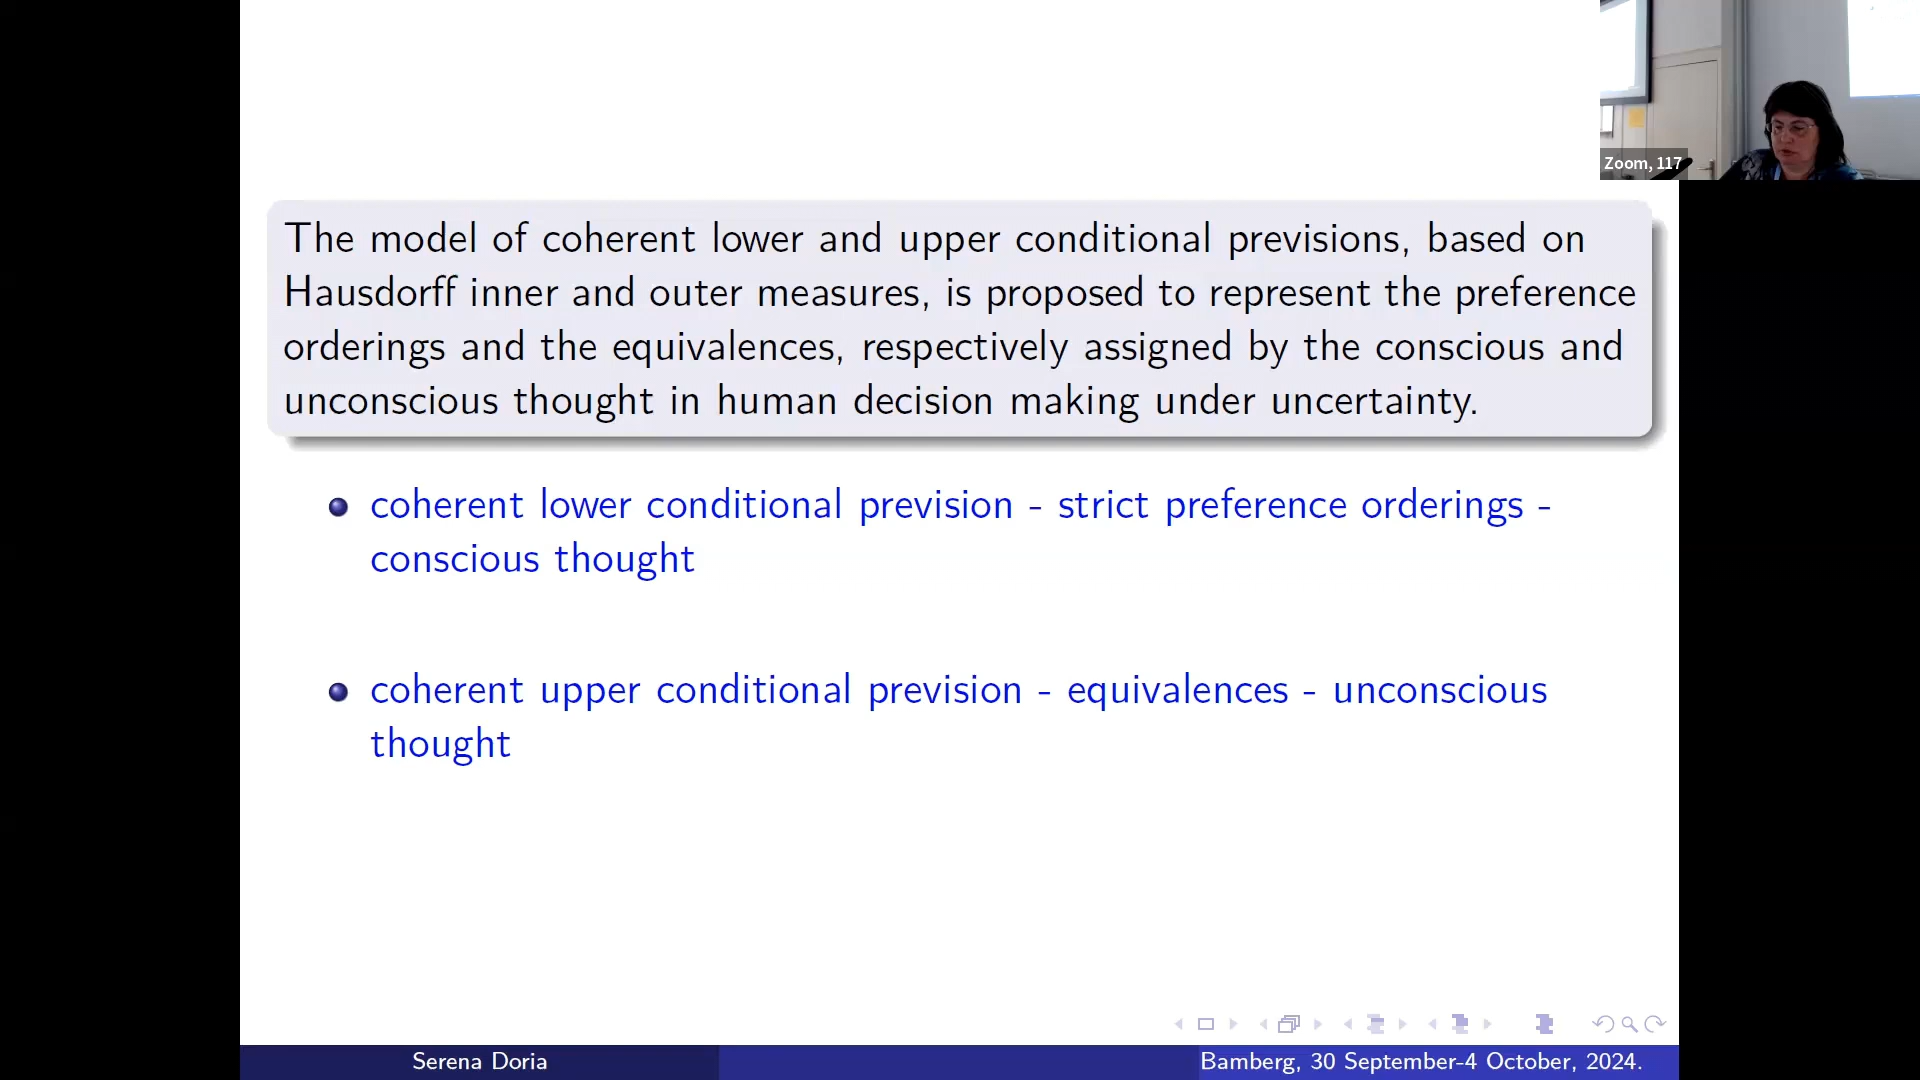 Zoom, 117
The model of coherent lower and upper conditional previsions, based on
Hausdorff inner and outer measures, is proposed to represent the preference
orderings and the equivalences, respectively assigned by the conscious and
unconscious thought in human decision making under uncertainty.
coherent lower conditional prevision - strict preference orderings -
conscious thought
coherent upper conditional prevision - equivalences - unconscious
thought
Serena Doria
Bamberg, 30 September-4 October, 2024.